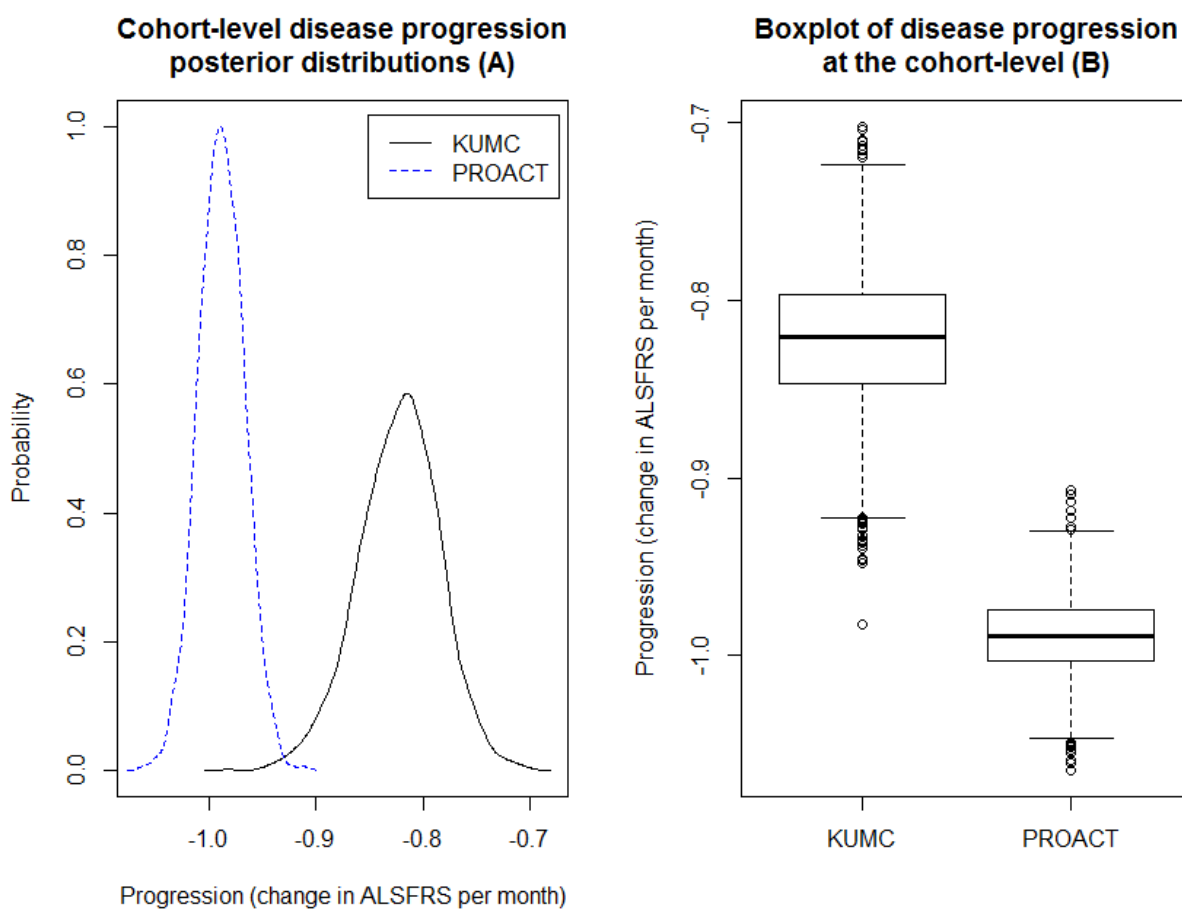 Cohort-level disease progression
posterior distributions (A)
KUMC
PROACT
Probability
0.0
0.2
0.4
0.6
0.8
1.0
-1.0
-0.9
-0.8
-0.7
Progression (change in ALSFRS per month)
Boxplot of disease progression
at the cohort-level (B)
Progression (change in ALSFRS per month)
-0.7
-0.8
-0.9
-1.0
KUMC
PROACT